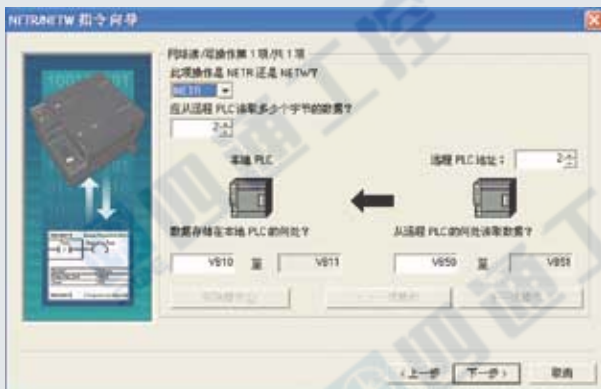 NETR/NETW 指令向导
网络读/写操作第 1 项/共 1 项
此项操作是 NETR 还是 NETW?
NETR
应从远程 PLC 读取多少个字节的数据?
2
本地 PLC
远程 PLC 地址:
2
数据存储在本地 PLC 的何处?
从远程 PLC 的何处读取数据?
VB10 至 VB11
VB50 至 VB51
<上一步
下一步>
取消
四通工控